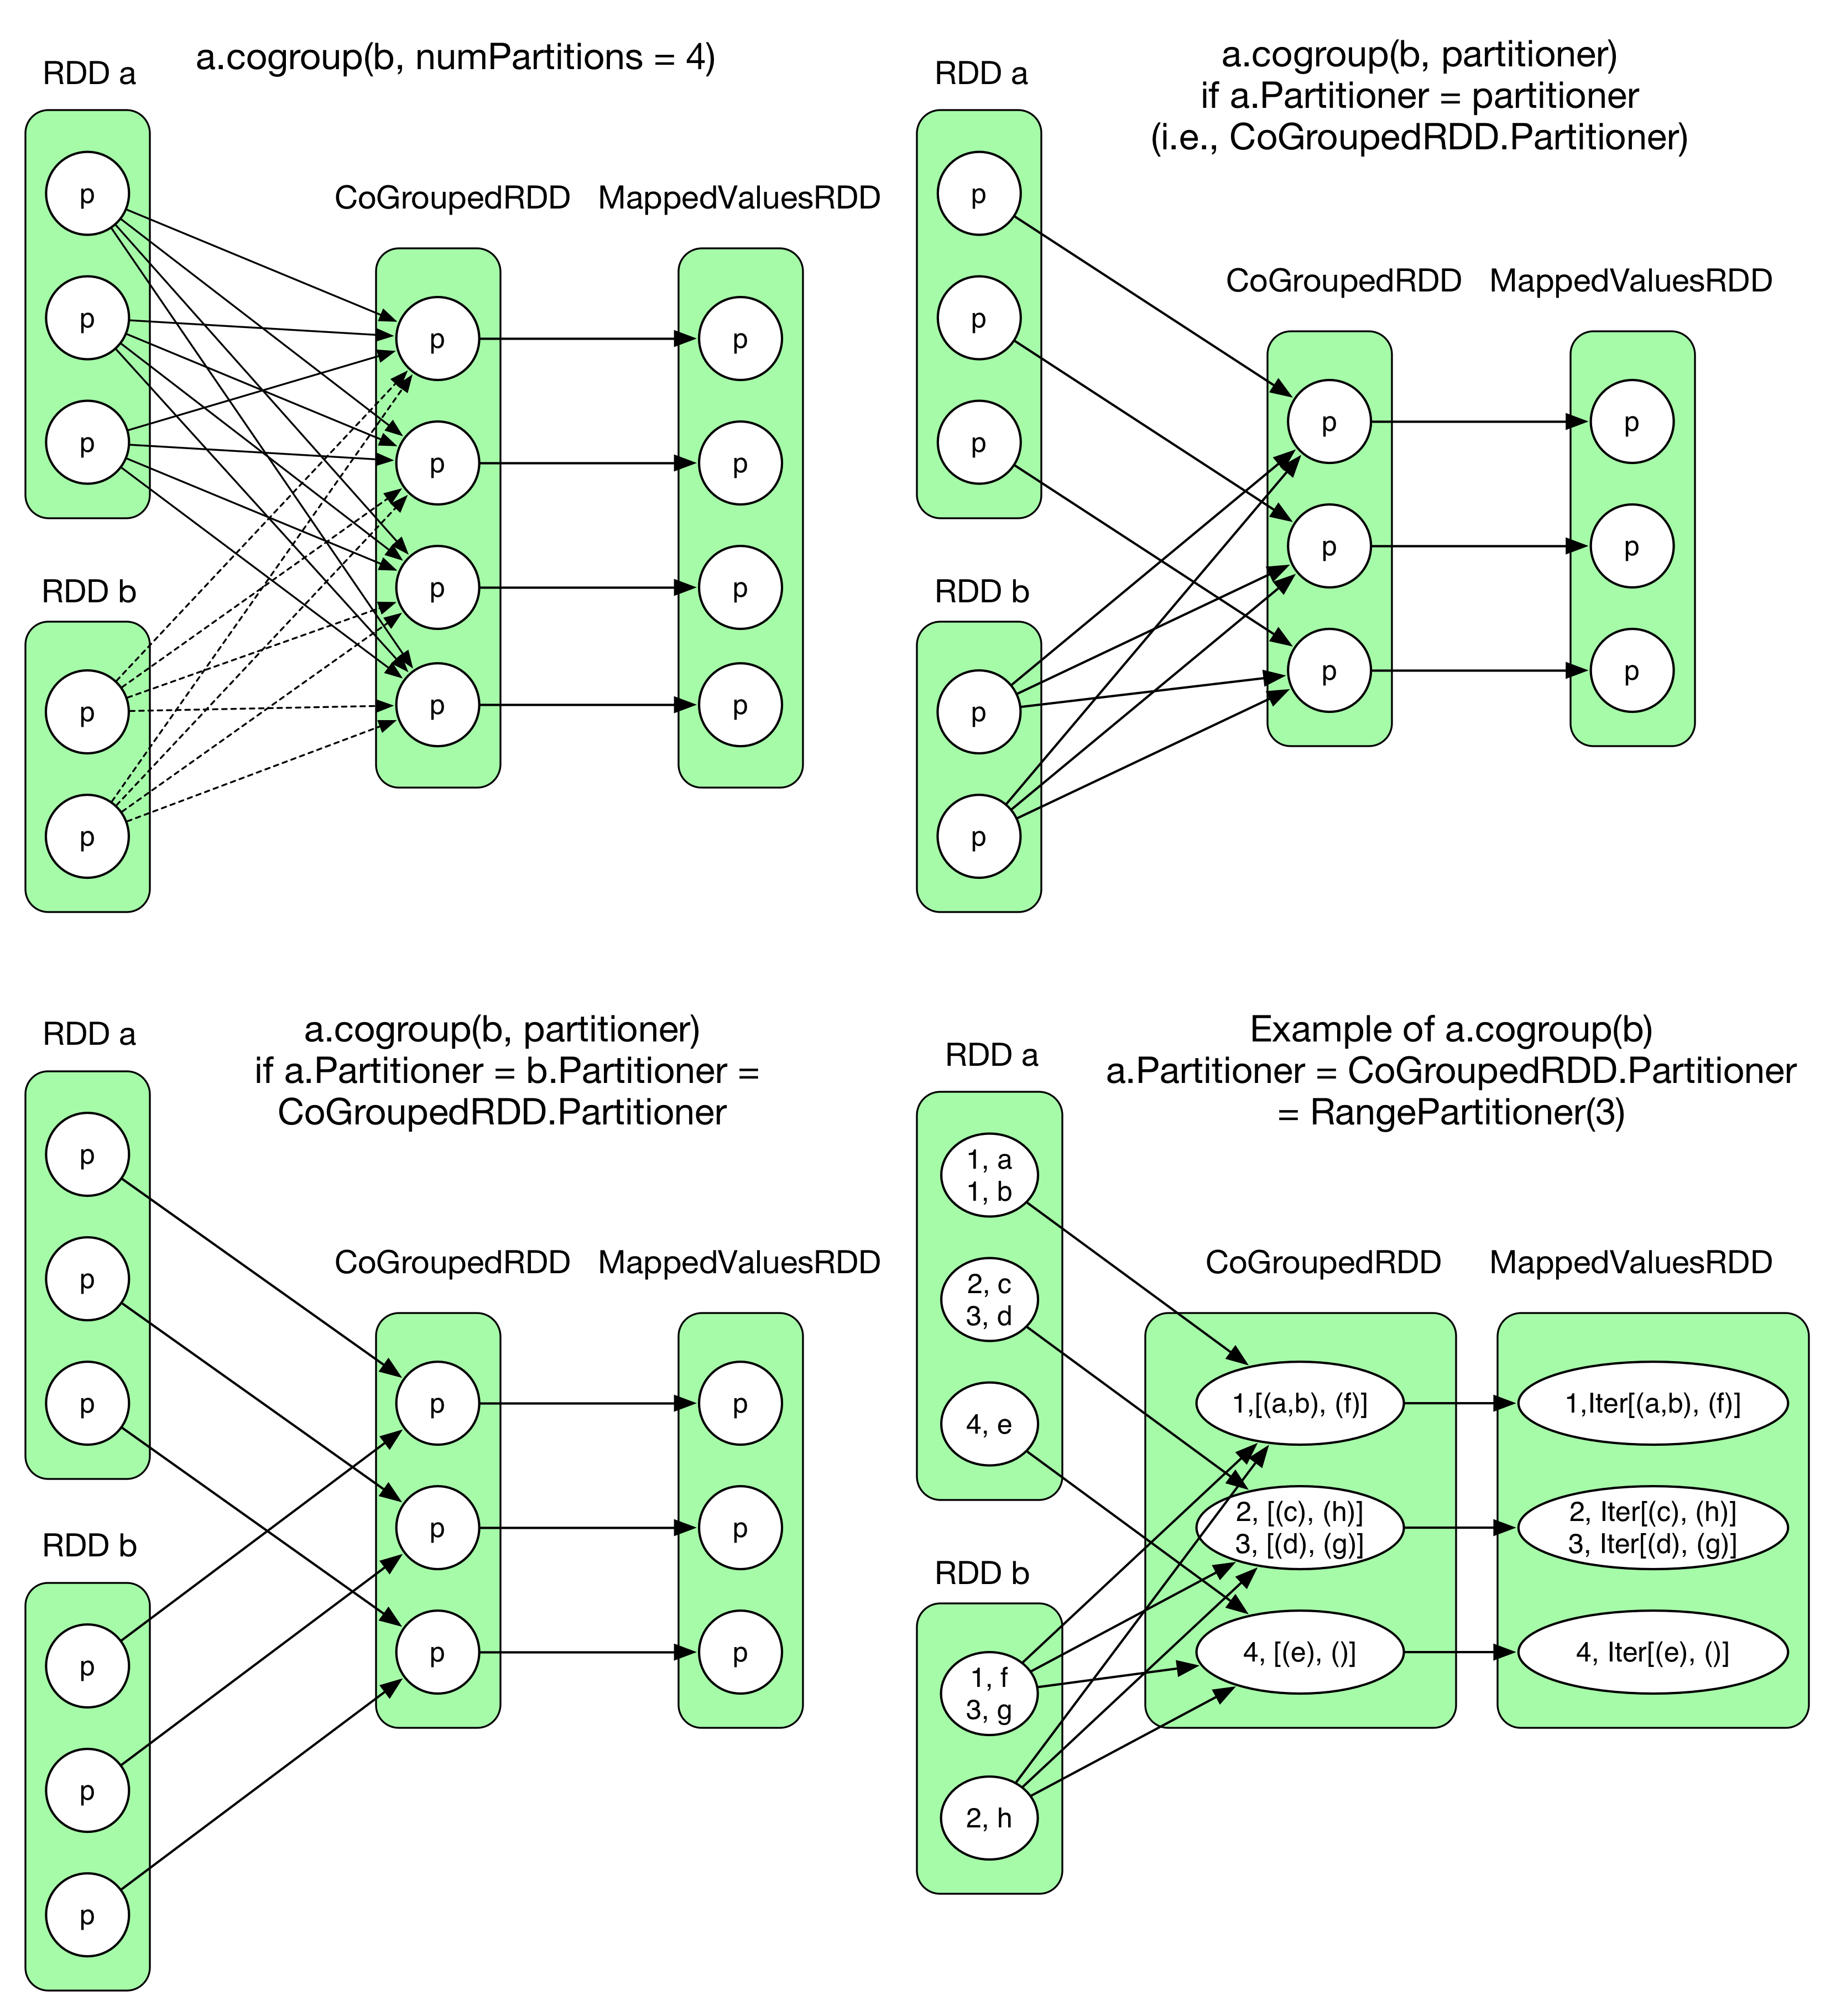 a.cogroup(b, numPartitions = 4)
RDD a
p
p
p
RDD b
p
p
CoGroupedRDD
p
p
p
p
MappedValuesRDD
p
p
p
p
a.cogroup(b, partitioner)
if a.Partitioner = partitioner
(i.e., CoGroupedRDD.Partitioner)
RDD a
p
p
p
RDD b
p
p
CoGroupedRDD
p
p
p
MappedValuesRDD
p
p
p
a.cogroup(b, partitioner)
if a.Partitioner = b.Partitioner =
CoGroupedRDD.Partitioner
RDD a
p
p
p
RDD b
p
p
p
CoGroupedRDD
p
p
p
MappedValuesRDD
p
p
p
Example of a.cogroup(b)
a.Partitioner = CoGroupedRDD.Partitioner
= RangePartitioner(3)
RDD a
1, a
1, b
2, c
3, d
4, e
RDD b
1, f
3, g
2, h
CoGroupedRDD
1,[(a,b), (f)]
2, [(c), (h)]
3, [(d), (g)]
4, [(e), ()]
MappedValuesRDD
1,Iter[(a,b), (f)]
2, Iter[(c), (h)]
3, Iter[(d), (g)]
4, Iter[(e), ()]